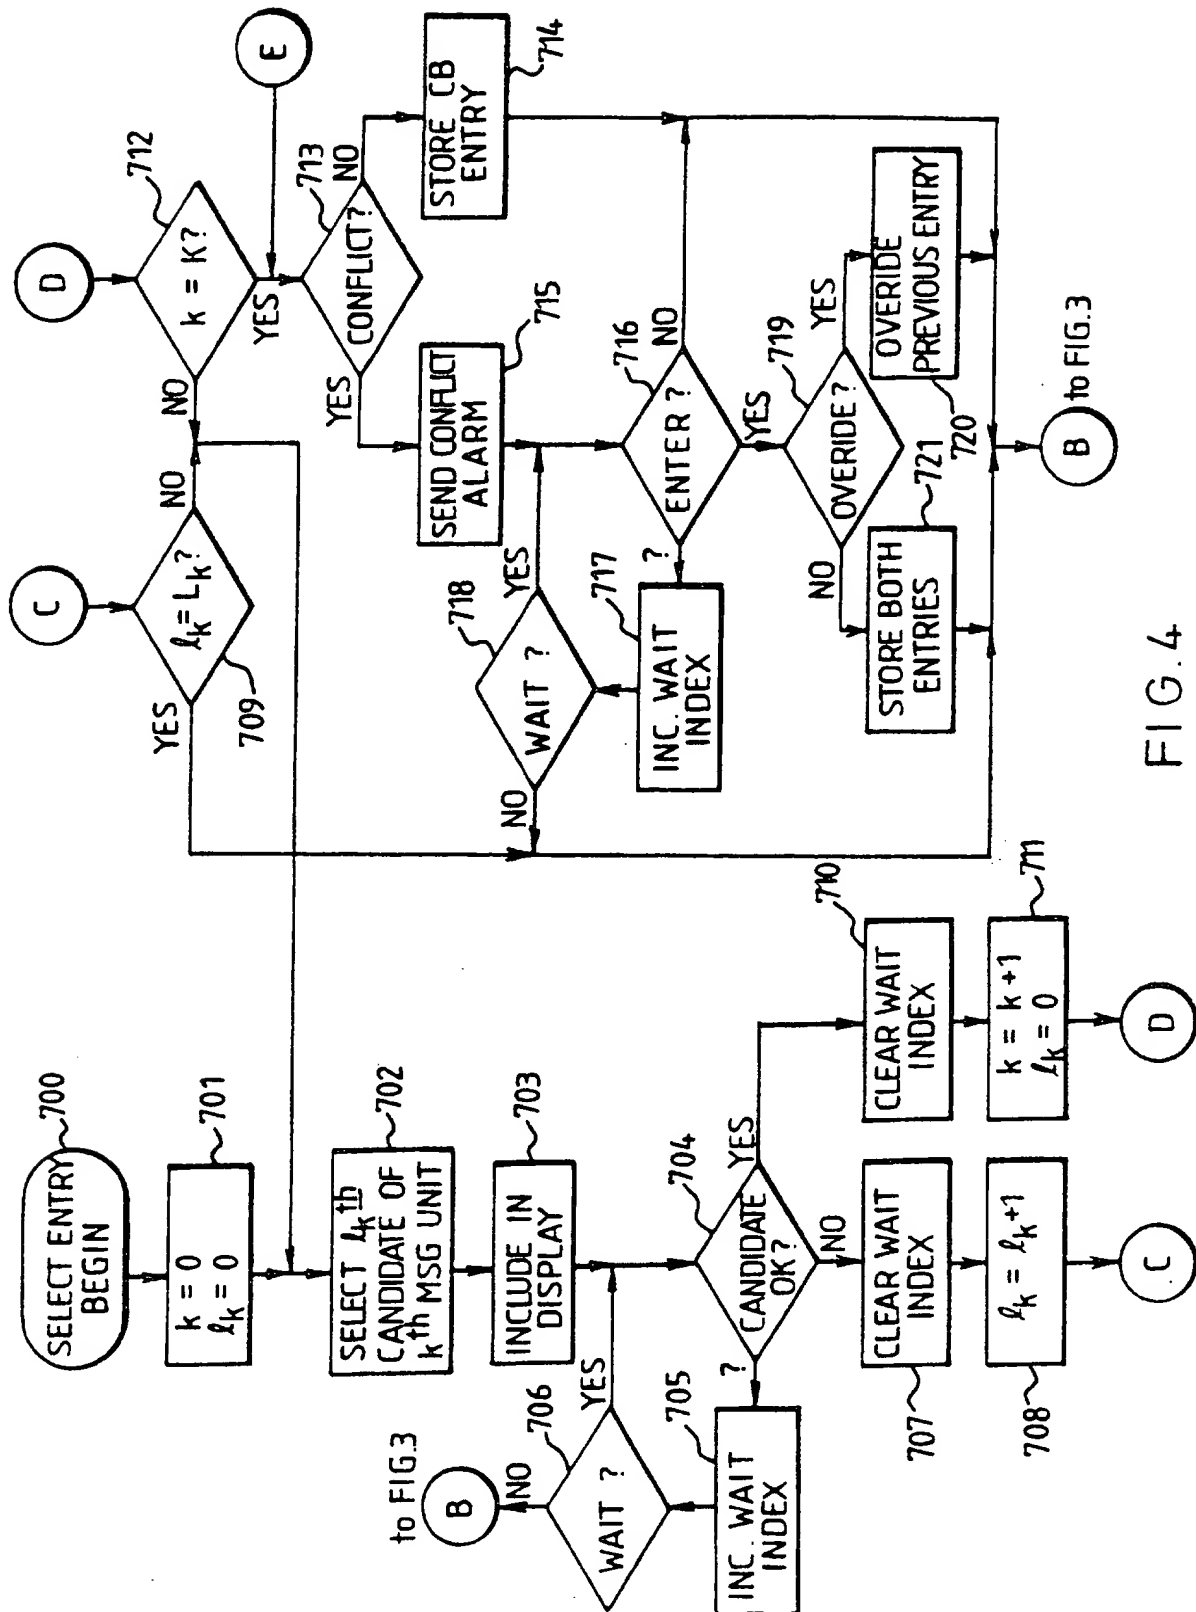 SELECT ENTRY
BEGIN
700
k = 0
ℓk = 0
701
SELECT ℓkth
CANDIDATE OF
kth MSG UNIT
702
INCLUDE IN
DISPLAY
703
to FIG.3
B
NO
706
WAIT ?
YES
CANDIDATE
OK?
704
YES
NO
?
705
INC. WAIT
INDEX
CLEAR WAIT
INDEX
707
ℓk = ℓk+1
708
C
CLEAR WAIT
INDEX
710
k = k+1
ℓk = 0
711
D
C
ℓk = Lk?
709
YES
NO
D
k = K?
712
NO
YES
E
CONFLICT?
713
YES
NO
STORE CB
ENTRY
714
SEND CONFLICT
ALARM
715
ENTER ?
716
NO
YES
?
INC. WAIT
INDEX
717
WAIT ?
718
YES
NO
OVERIDE?
719
YES
NO
OVERIDE
PREVIOUS ENTRY
720
STORE BOTH
ENTRIES
721
B
to FIG.3
FIG. 4